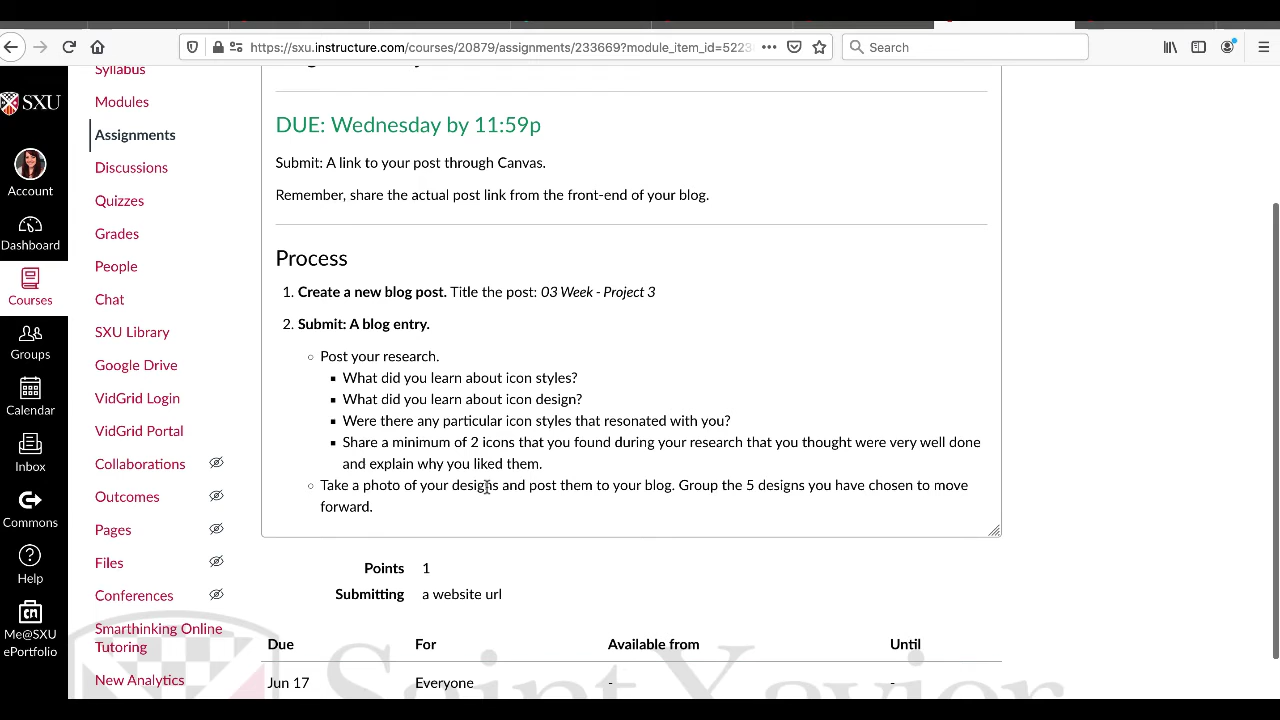 https://sxu.instructure.com/courses/20879/assignments/233669?module_item_id=5223
Search
SXU
Account
Dashboard
Courses
Groups
Calendar
Inbox
Commons
Help
Me@SXU
ePortfolio
Syllabus
Modules
Assignments
Discussions
Quizzes
Grades
People
Chat
SXU Library
Google Drive
VidGrid Login
VidGrid Portal
Collaborations
Outcomes
Pages
Files
Conferences
Smarthinking Online
Tutoring
New Analytics
DUE: Wednesday by 11:59p
Submit: A link to your post through Canvas.
Remember, share the actual post link from the front-end of your blog.
Process
1. Create a new blog post. Title the post: 03 Week - Project 3
2. Submit: A blog entry.
Post your research.
What did you learn about icon styles?
What did you learn about icon design?
Were there any particular icon styles that resonated with you?
Share a minimum of 2 icons that you found during your research that you thought were very well done
and explain why you liked them.
Take a photo of your designs and post them to your blog. Group the 5 designs you have chosen to move
forward.
Points 1
Submitting a website url
Due For Available from Until
Jun 17 Everyone - -
Saint Xavier